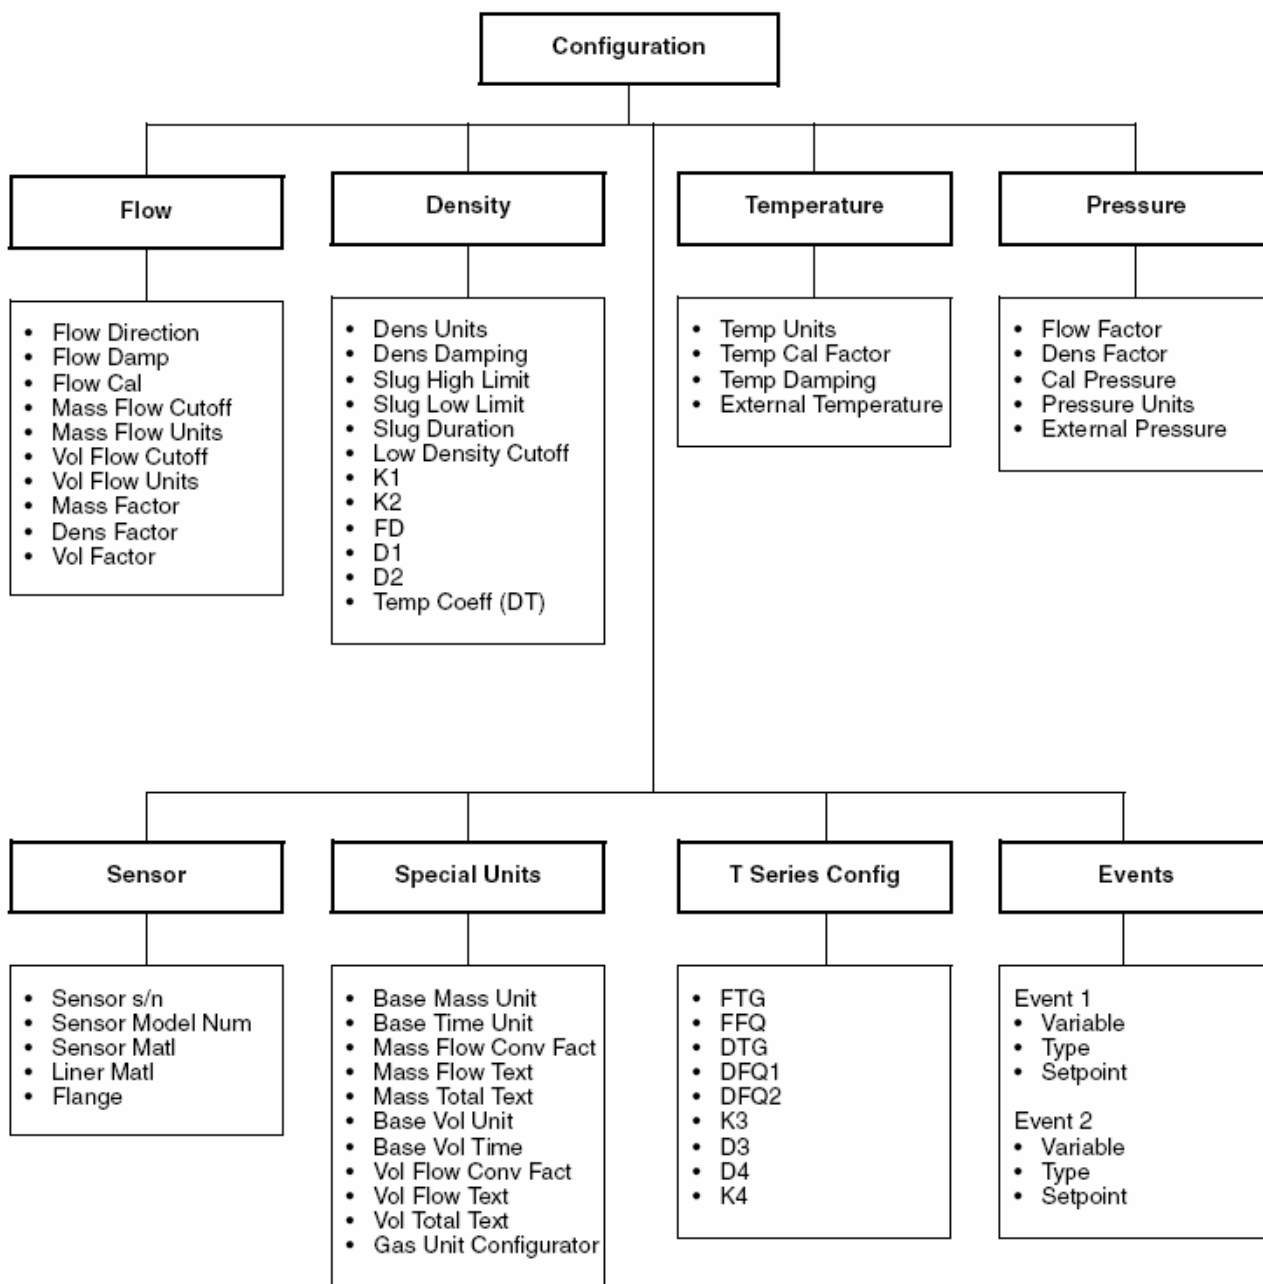 Configuration
Flow
Density
Temperature
Pressure
• Flow Direction
• Flow Damp
• Flow Cal
• Mass Flow Cutoff
• Mass Flow Units
• Vol Flow Cutoff
• Vol Flow Units
• Mass Factor
• Dens Factor
• Vol Factor
• Dens Units
• Dens Damping
• Slug High Limit
• Slug Low Limit
• Slug Duration
• Low Density Cutoff
• K1
• K2
• FD
• D1
• D2
• Temp Coeff (DT)
• Temp Units
• Temp Cal Factor
• Temp Damping
• External Temperature
• Flow Factor
• Dens Factor
• Cal Pressure
• Pressure Units
• External Pressure
Sensor
Special Units
T Series Config
Events
• Sensor s/n
• Sensor Model Num
• Sensor Matl
• Liner Matl
• Flange
• Base Mass Unit
• Base Time Unit
• Mass Flow Conv Fact
• Mass Flow Text
• Mass Total Text
• Base Vol Unit
• Base Vol Time
• Vol Flow Conv Fact
• Vol Flow Text
• Vol Total Text
• Gas Unit Configurator
• FTG
• FFQ
• DTG
• DFQ1
• DFQ2
• K3
• D3
• D4
• K4
Event 1
• Variable
• Type
• Setpoint
Event 2
• Variable
• Type
• Setpoint